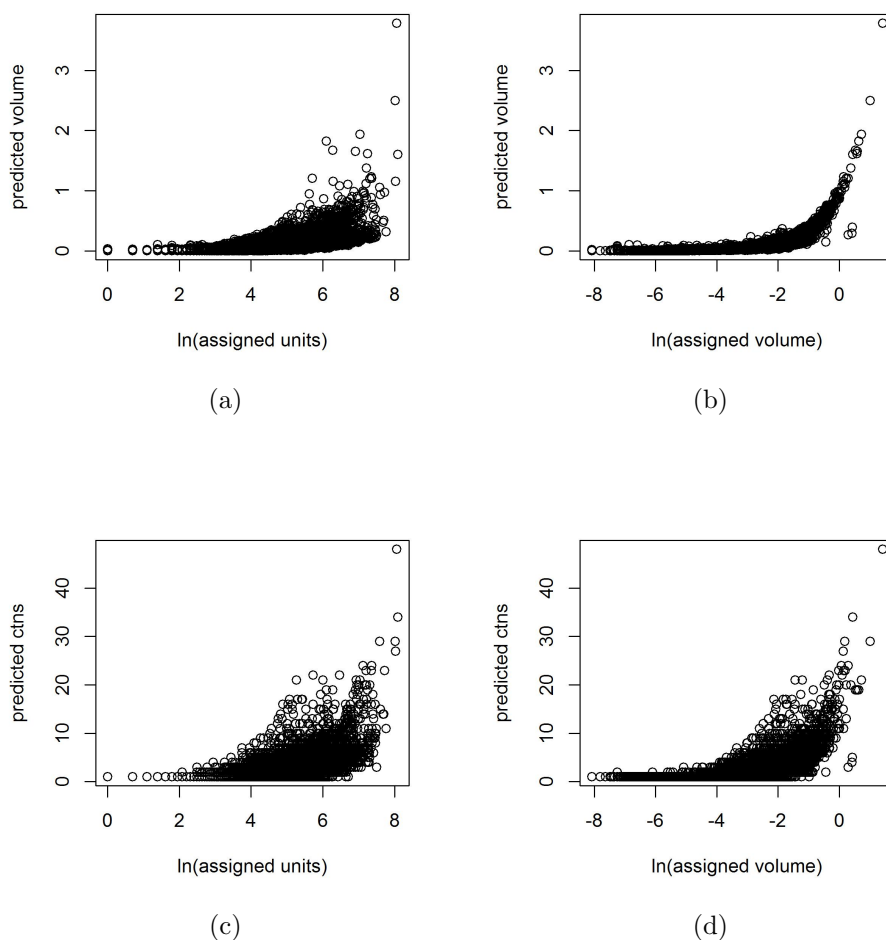 predicted volume
3
2
1
0
0 2 4 6 8
ln(assigned units)
(a)
predicted volume
3
2
1
0
-8 -6 -4 -2 0
ln(assigned volume)
(b)
predicted ctns
40
30
20
10
0
0 2 4 6 8
ln(assigned units)
(c)
predicted ctns
40
30
20
10
0
-8 -6 -4 -2 0
ln(assigned volume)
(d)